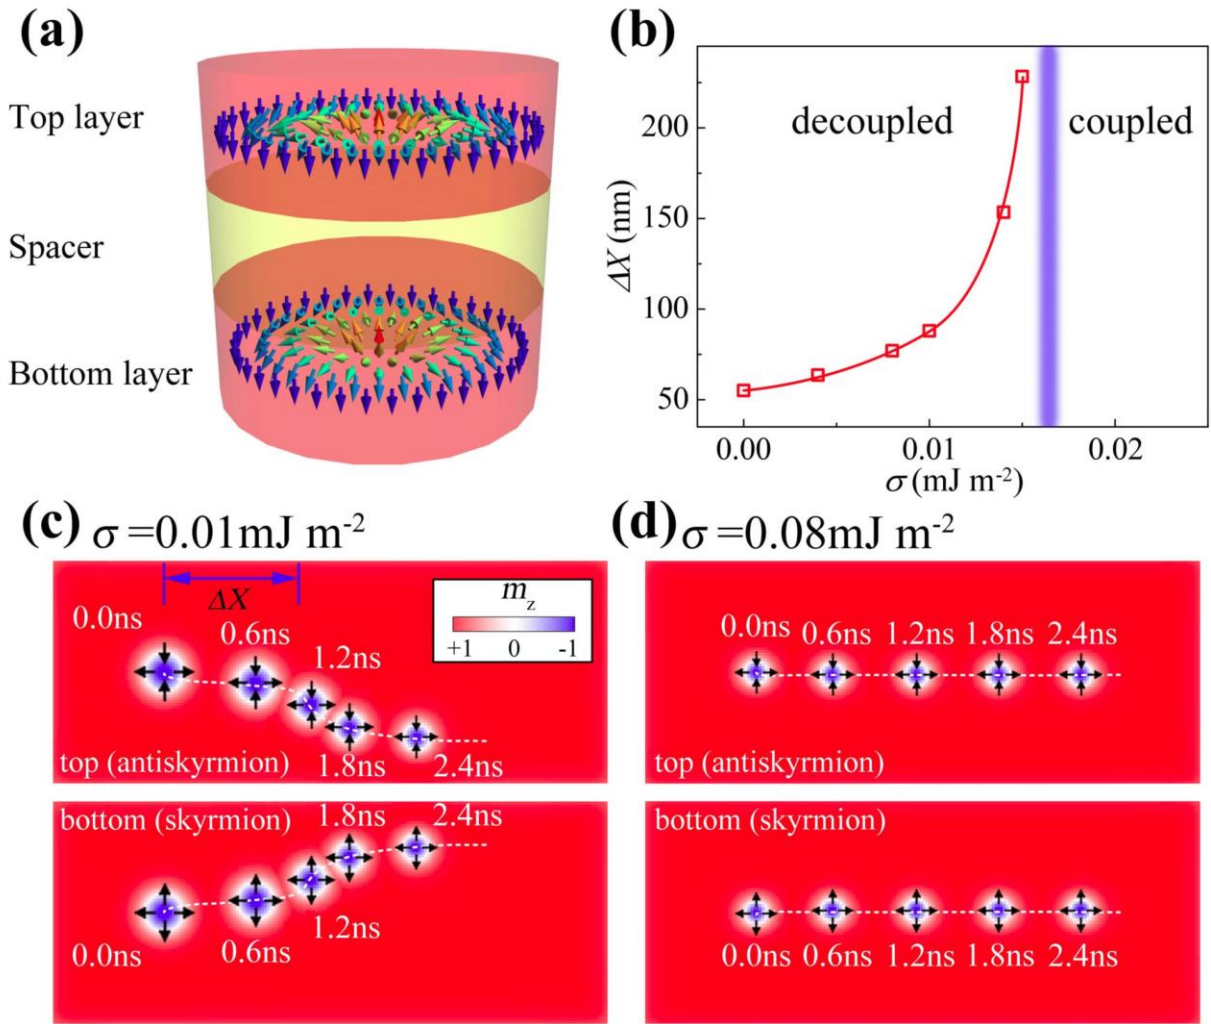 (a)
Top layer
Spacer
Bottom layer
(b)
decoupled
coupled
200
150
100
50
ΔX (nm)
0.00
0.01
0.02
σ (mJ m⁻²)
(c) σ =0.01mJ m⁻²
ΔX
m_z
+1 0 -1
0.0ns
0.6ns
1.2ns
1.8ns
2.4ns
top (antiskyrmion)
bottom (skyrmion)
1.8ns
2.4ns
1.2ns
0.6ns
0.0ns
(d) σ =0.08mJ m⁻²
0.0ns 0.6ns 1.2ns 1.8ns 2.4ns
top (antiskyrmion)
bottom (skyrmion)
0.0ns 0.6ns 1.2ns 1.8ns 2.4ns